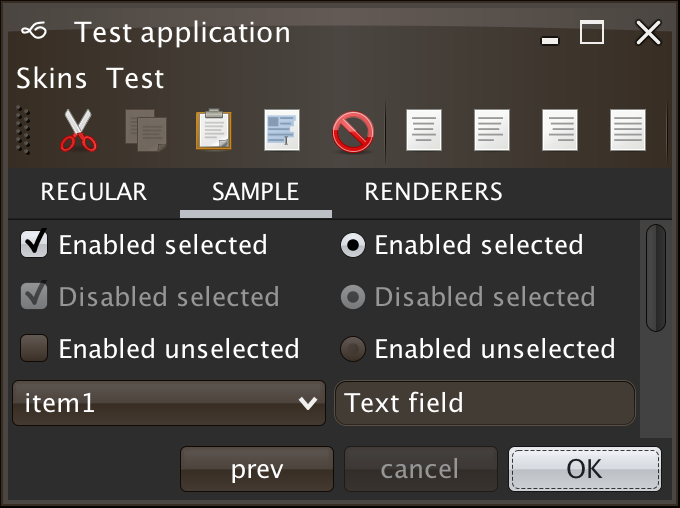 Test application
Skins Test
REGULAR SAMPLE RENDERERS
Enabled selected Enabled selected
Disabled selected Disabled selected
Enabled unselected Enabled unselected
item1 Text field
prev cancel OK